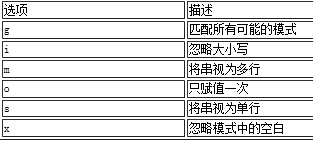 选项 描述
g 匹配所有可能的模式
i 忽略大小写
m 将串视为多行
o 只赋值一次
s 将串视为单行
x 忽略模式中的空白